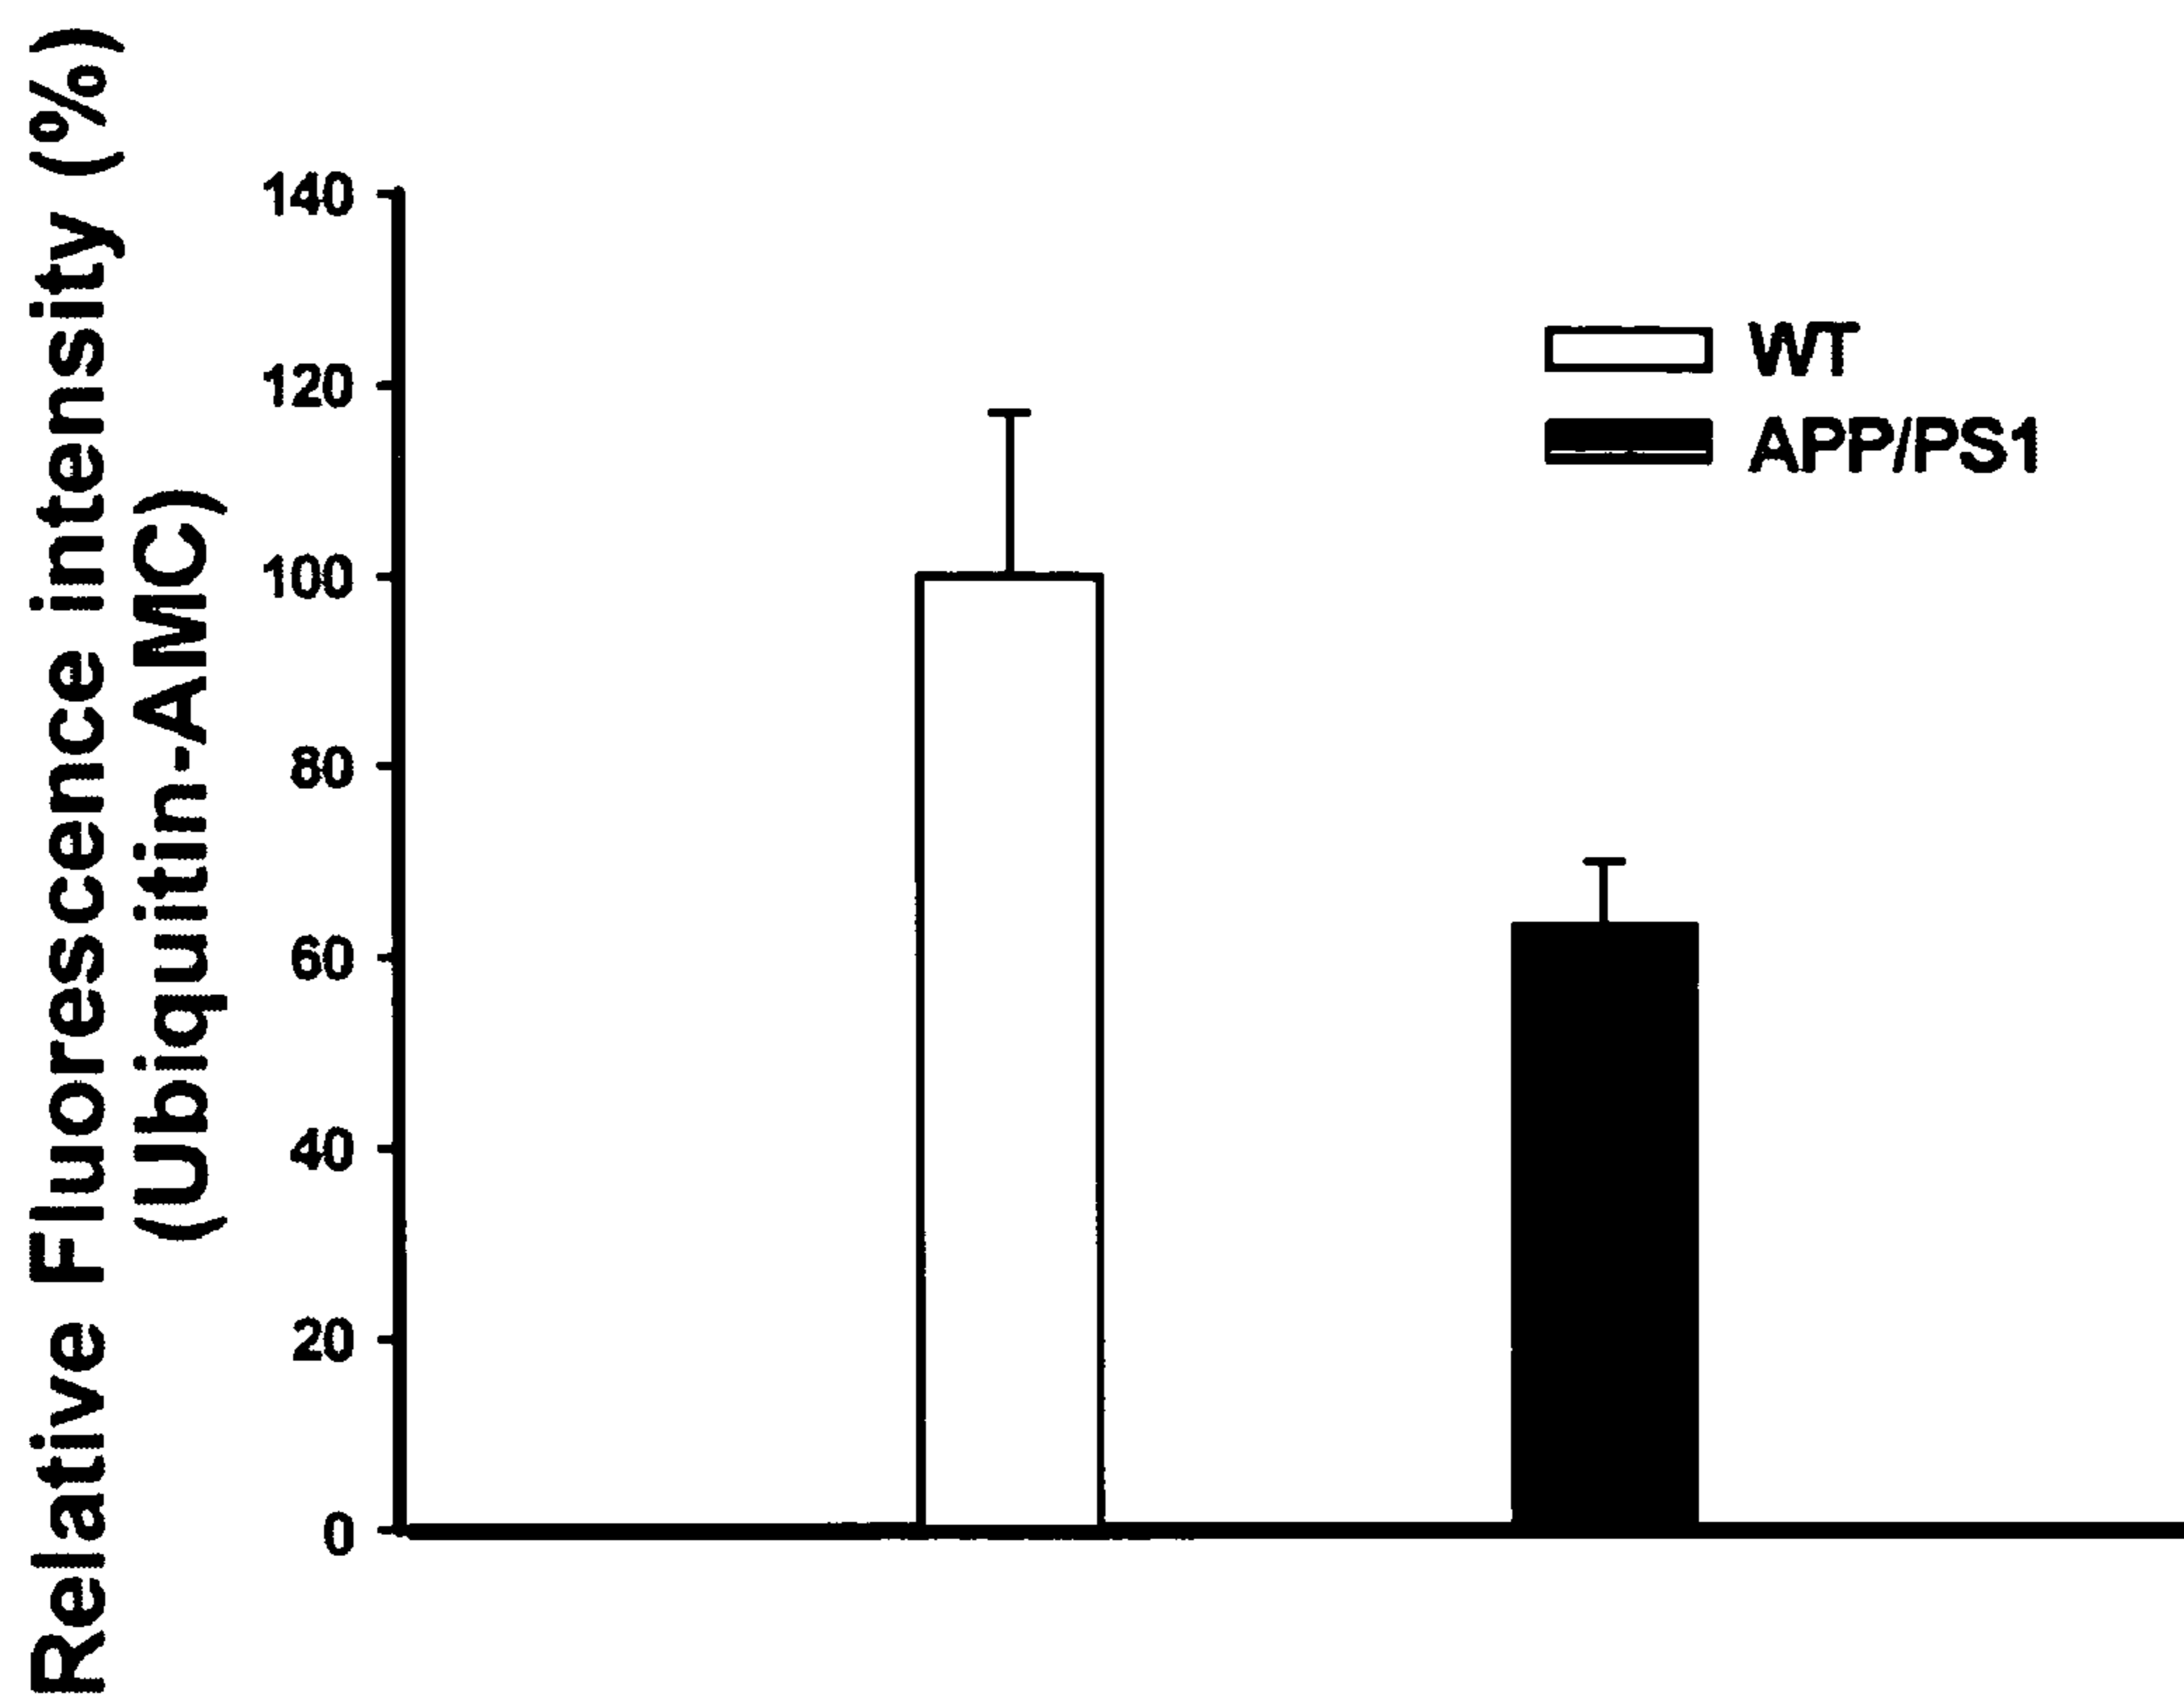 Relative Fluorescence intensity (%)
(Ubiquitin-AMC)
140
120
100
80
60
40
20
0
WT
APP/PS1